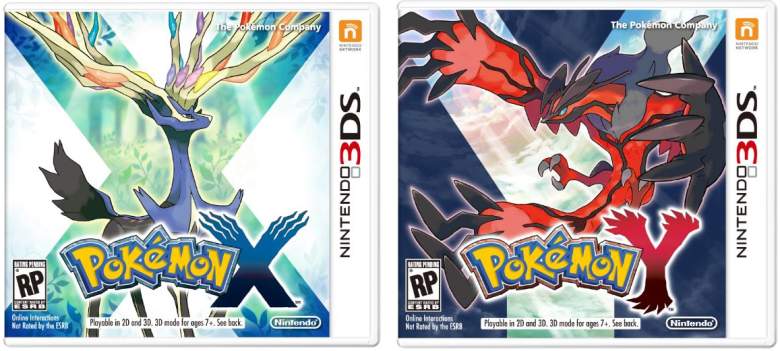 The Pokémon Company
NINTENDO
NETWORK
NINTENDO 3DS
POKéMON X
RATING PENDING
RP
CONTENT RATED BY
ESRB
Online Interactions
Not Rated by the ESRB
Playable in 2D and 3D. 3D mode for ages 7+. See back.
Nintendo
The Pokémon Company
NINTENDO
NETWORK
NINTENDO 3DS
POKéMON Y
RATING PENDING
RP
CONTENT RATED BY
ESRB
Online Interactions
Not Rated by the ESRB
Playable in 2D and 3D. 3D mode for ages 7+. See back.
Nintendo